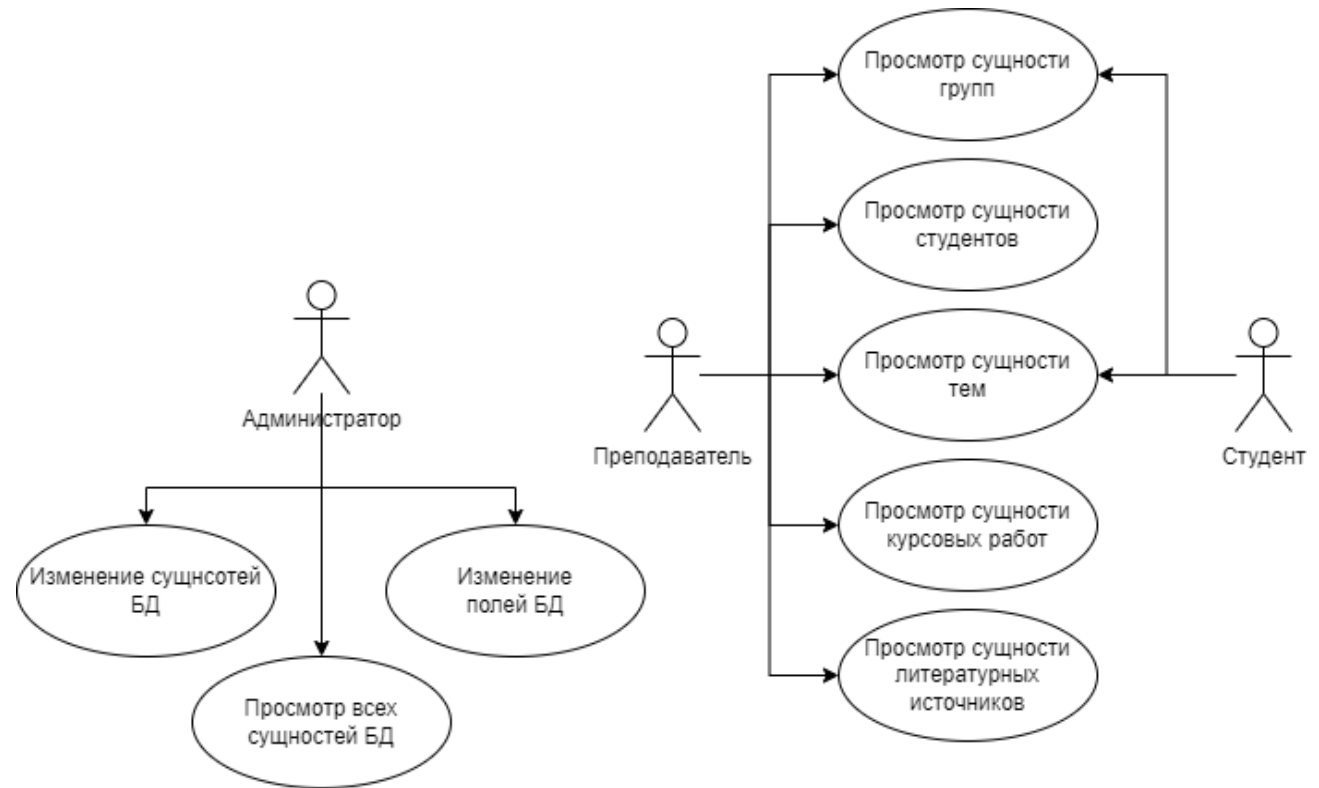 Просмотр сущности
групп
Просмотр сущности
студентов
Просмотр сущности
тем
Администратор
Преподаватель
Студент
Просмотр сущности
курсовых работ
Изменение сущнсотей
БД
Изменение
полей БД
Просмотр сущности
литературных
источников
Просмотр всех
сущностей БД